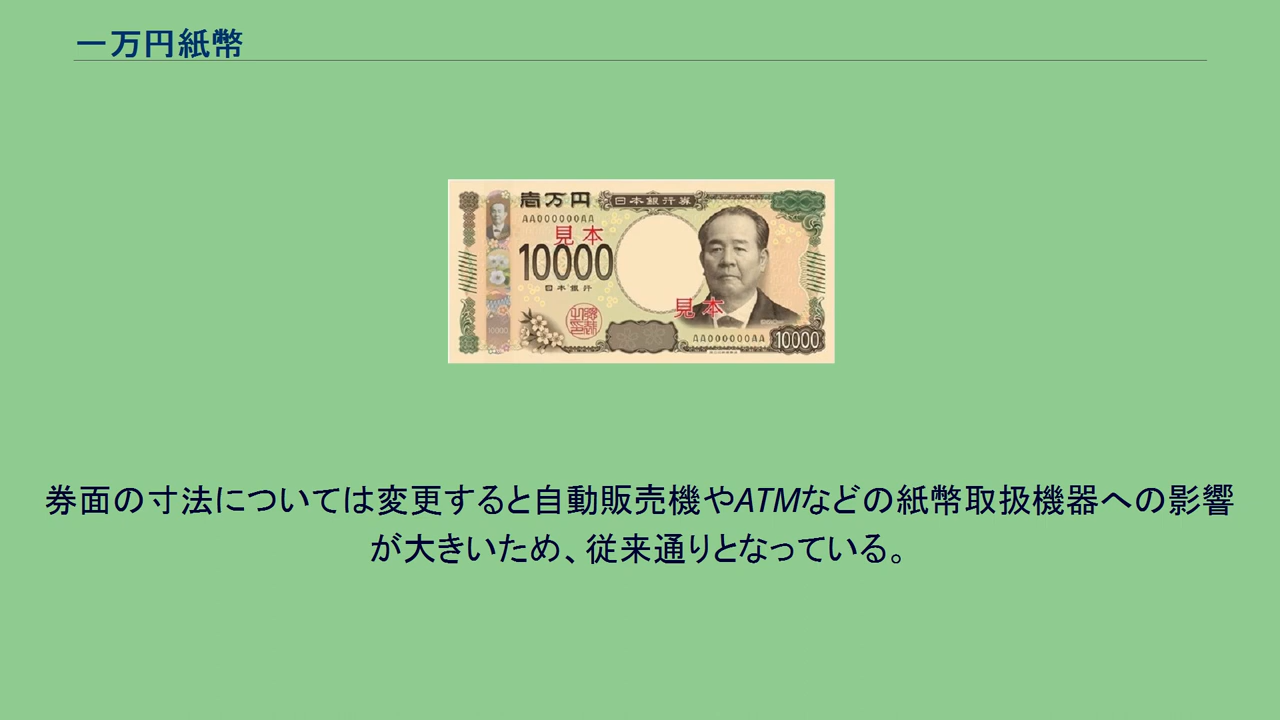 一万円紙幣
壱万円
日本銀行券
AA000000AA
見本
10000
日本銀行
見本
AA000000AA
10000
10000
券面の寸法については変更すると自動販売機やATMなどの紙幣取扱機器への影響
が大きいため、従来通りとなっている。